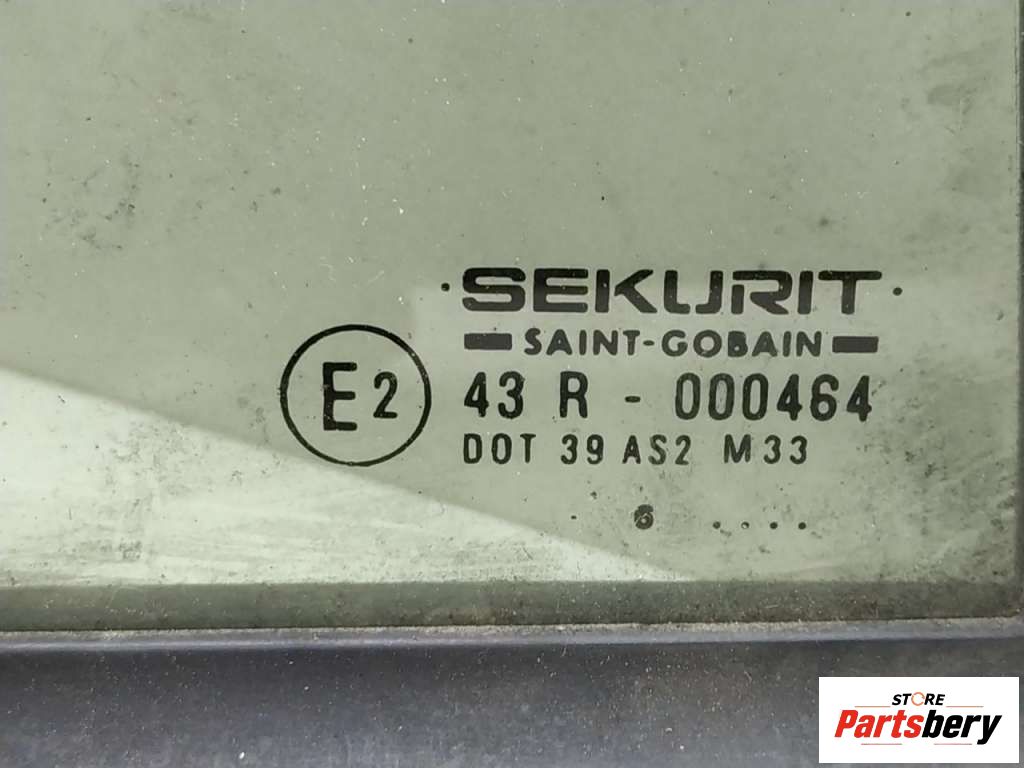 SEKURIT
SAINT-GOBAIN
E2 43 R - 000464
DOT 39 AS2 M33
. 6 ....
STORE
Partsbery